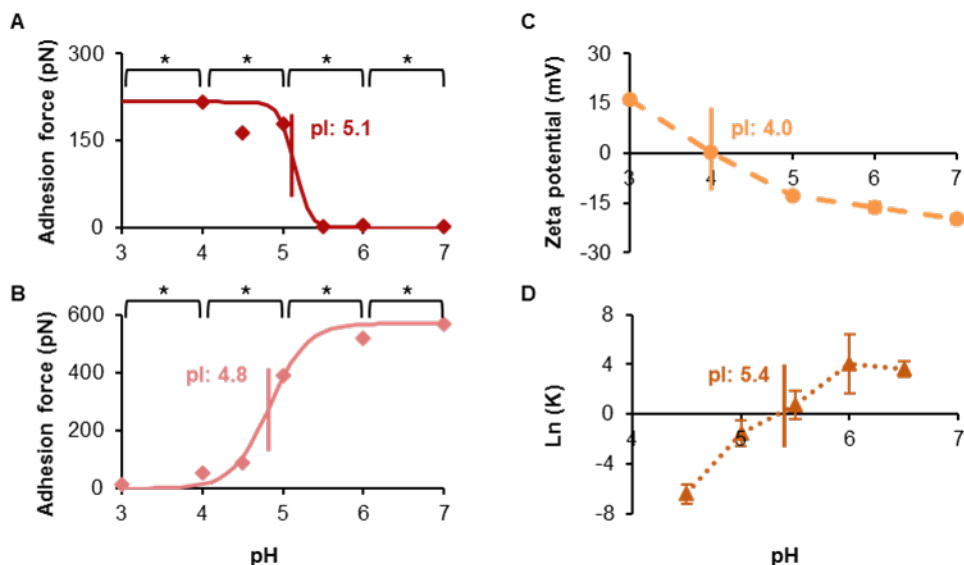 A
Adhesion force (pN)
300
150
0
* * * *
pI: 5.1
3 4 5 6 7
B
Adhesion force (pN)
600
400
200
0
* * * *
pI: 4.8
3 4 5 6 7
pH
C
Zeta potential (mV)
30
15
0
-15
-30
pI: 4.0
3 4 5 6 7
D
Ln (K)
8
4
0
-4
-8
pI: 5.4
4 5 6 7
pH